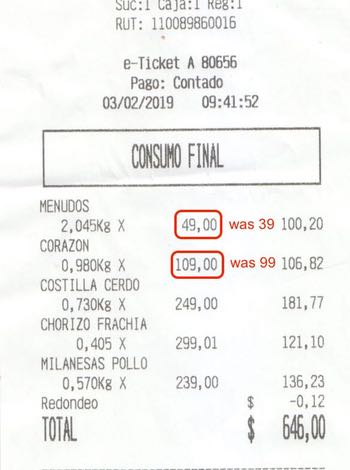 Suc:1 Caja:1 Reg:1
RUT: 110089860016
e-Ticket A 80656
Pago: Contado
03/02/2019 09:41:52
CONSUMO FINAL
MENUDOS
2,045Kg X 49,00 was 39 100,20
CORAZON
0,980Kg X 109,00 was 99 106,82
COSTILLA CERDO
0,730Kg X 249,00 181,77
CHORIZO FRACHIA
0,405 X 299,01 121,10
MILANESAS POLLO
0,570Kg X 239,00 136,23
Redondeo $ -0,12
TOTAL $ 646,00